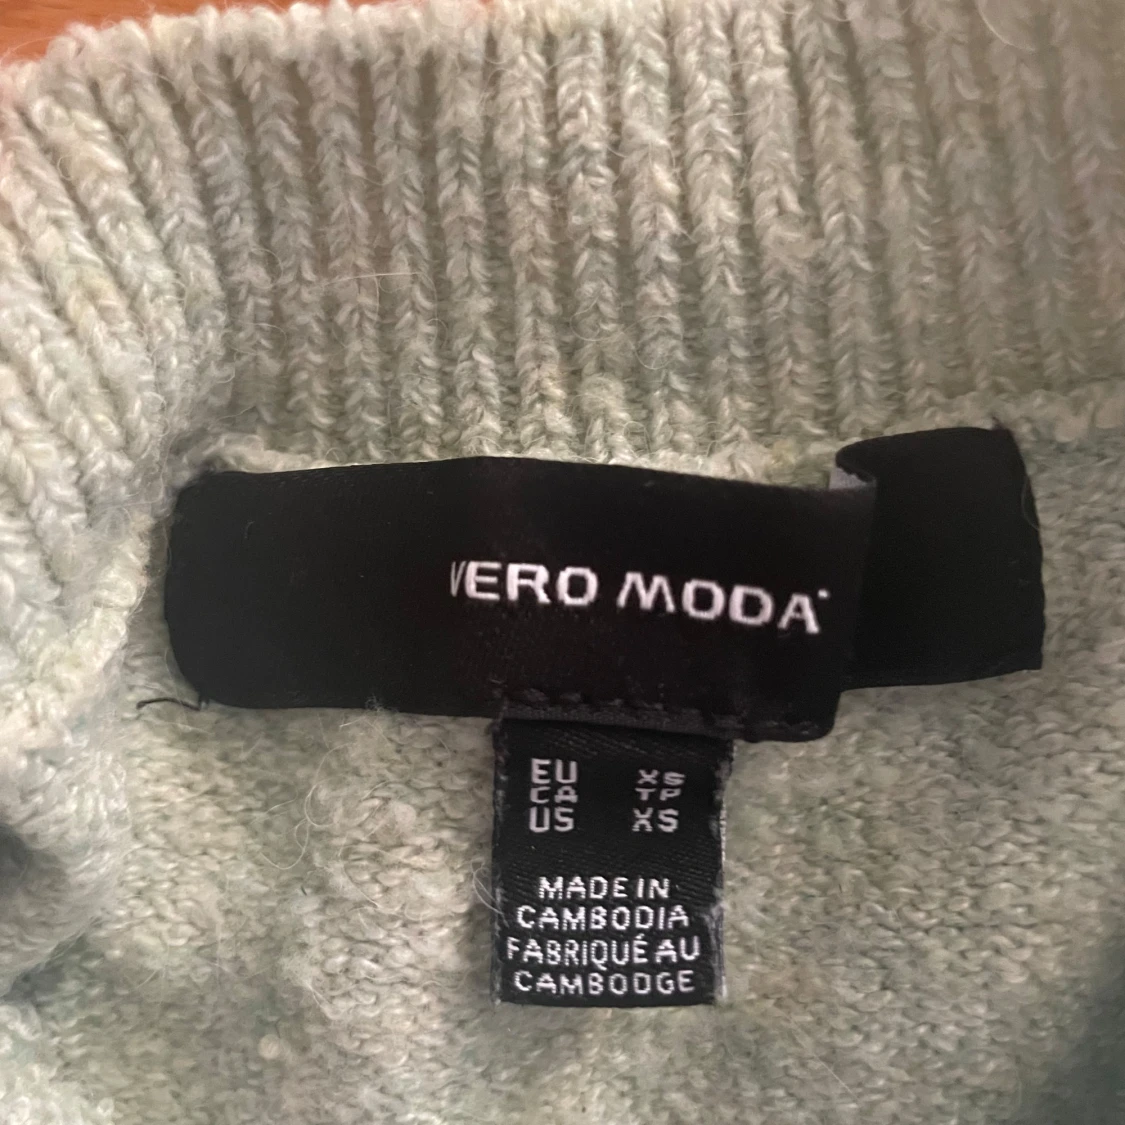 VERO MODA
EU XS
CA TP
US XS
MADE IN
CAMBODIA
FABRIQUÉ AU
CAMBODGE